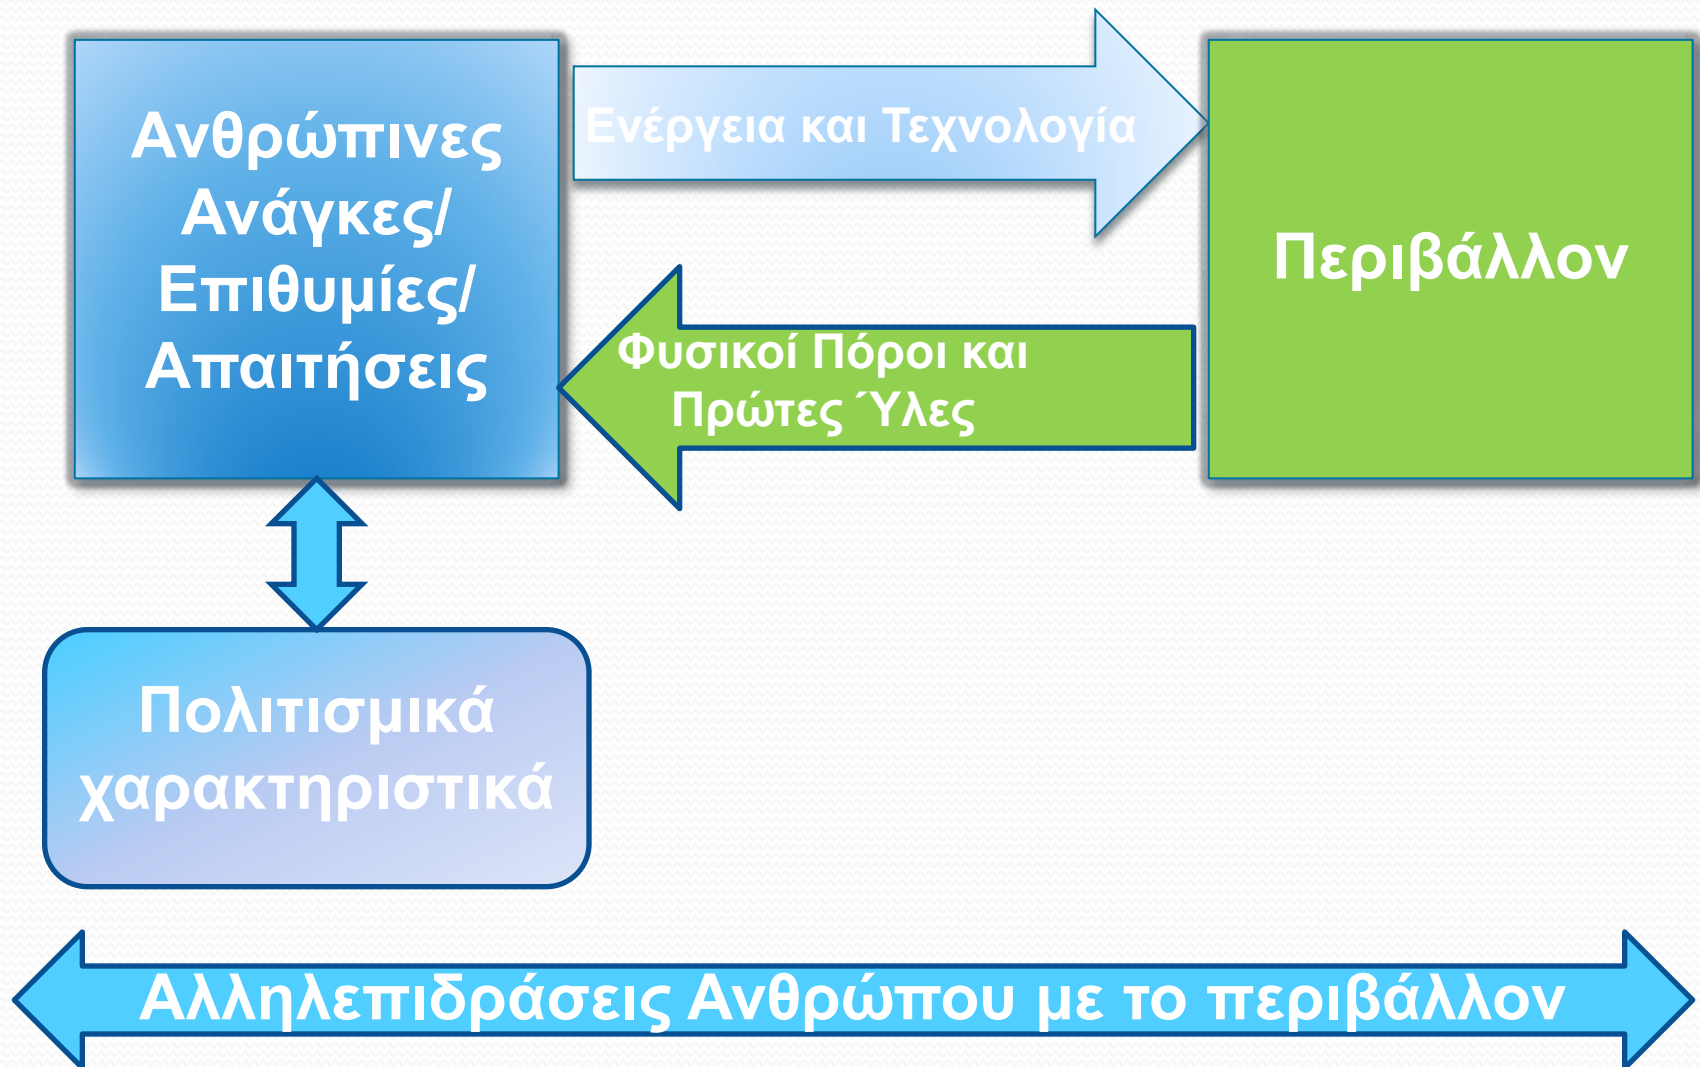 Ανθρώπινες
Ανάγκες/
Επιθυμίες/
Απαιτήσεις
Ενέργεια και Τεχνολογία
Περιβάλλον
Φυσικοί Πόροι και
Πρώτες Ύλες
Πολιτισμικά
χαρακτηριστικά
Αλληλεπιδράσεις Ανθρώπου με το περιβάλλον